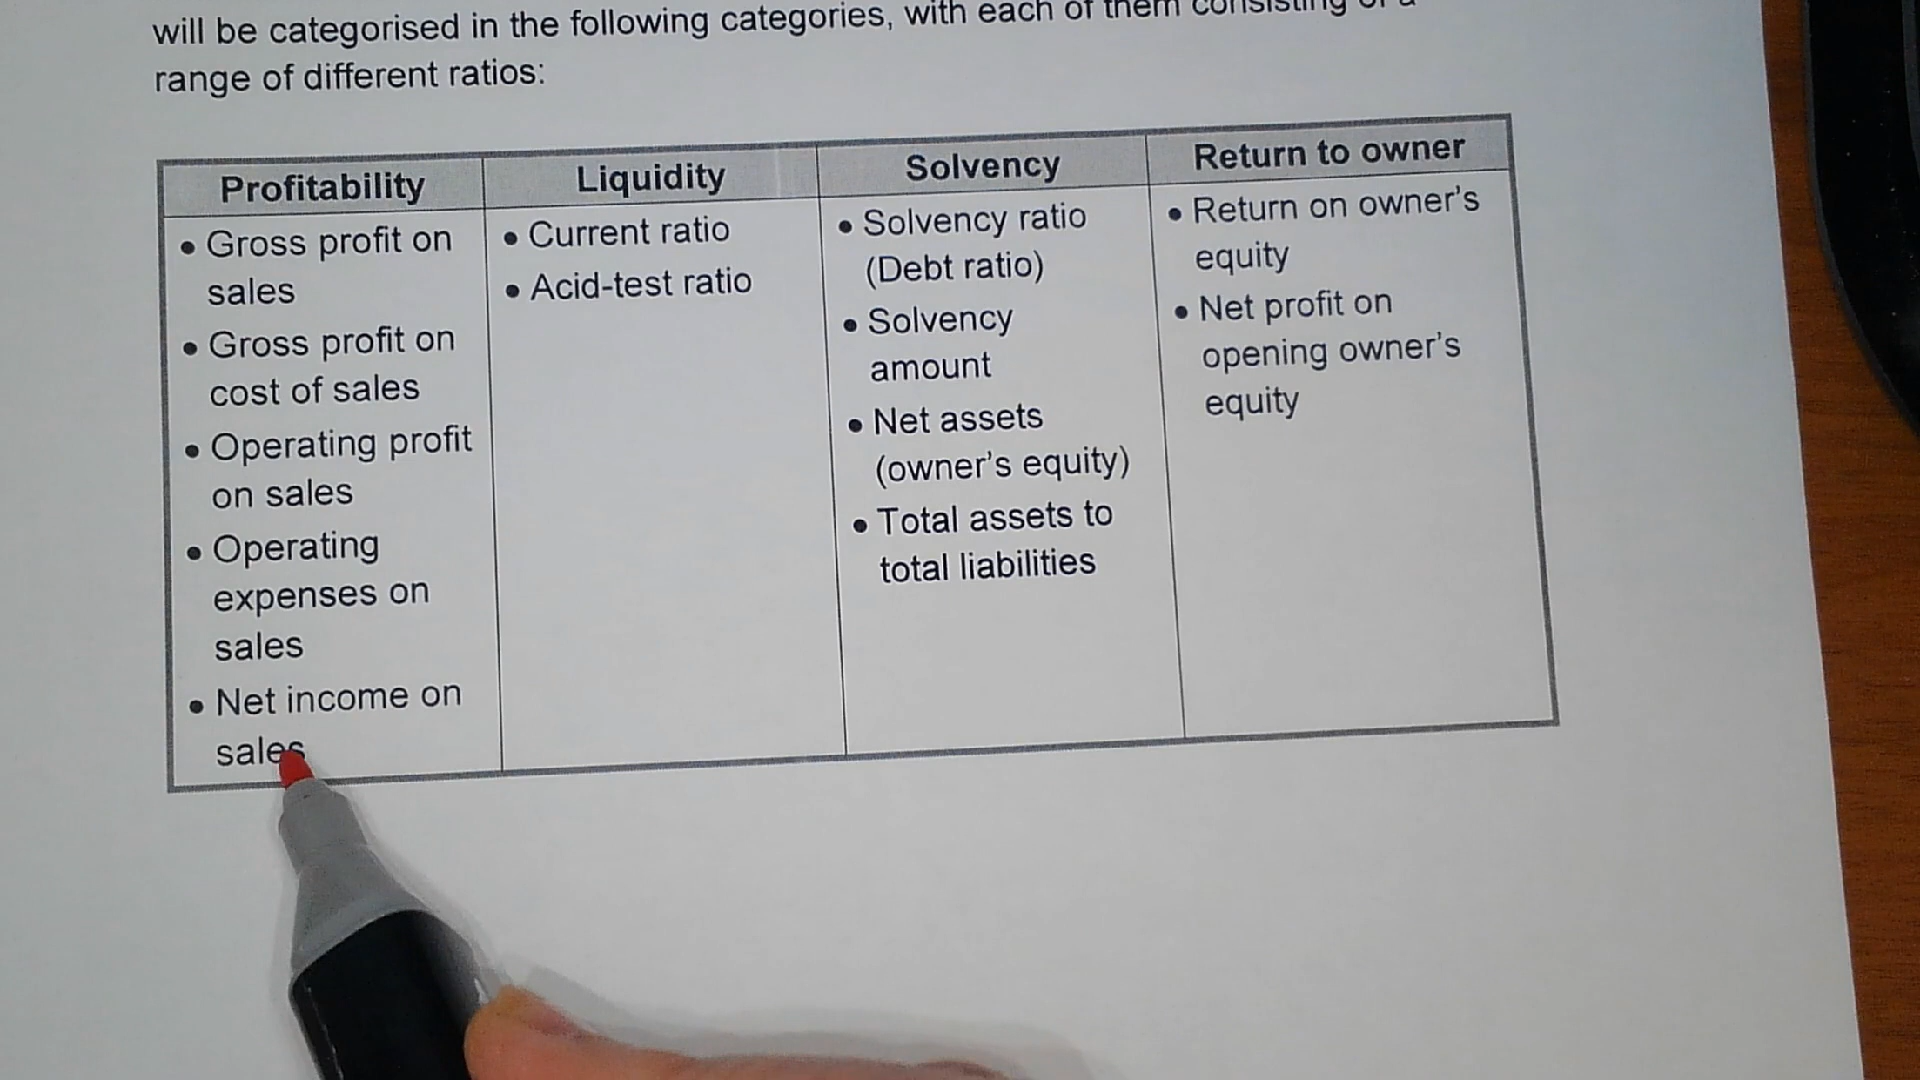 will be categorised in the following categories, with each of them consisting of a
range of different ratios:
Profitability
• Gross profit on
sales
• Gross profit on
cost of sales
• Operating profit
on sales
• Operating
expenses on
sales
• Net income on
sales
Liquidity
• Current ratio
• Acid-test ratio
Solvency
• Solvency ratio
(Debt ratio)
• Solvency
amount
• Net assets
(owner's equity)
• Total assets to
total liabilities
Return to owner
• Return on owner's
equity
• Net profit on
opening owner's
equity